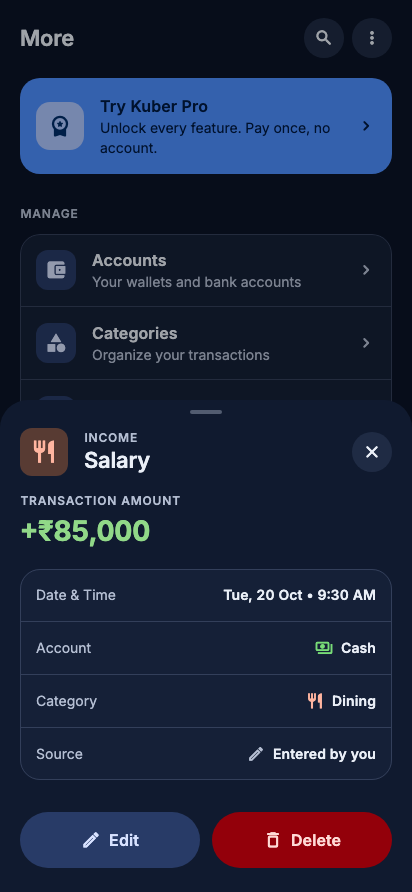 More
Try Kuber Pro
Unlock every feature. Pay once, no
account.
MANAGE
Accounts
Your wallets and bank accounts
Categories
Organize your transactions
INCOME
Salary
TRANSACTION AMOUNT
+₹85,000
Date & Time Tue, 20 Oct • 9:30 AM
Account Cash
Category Dining
Source Entered by you
Edit Delete